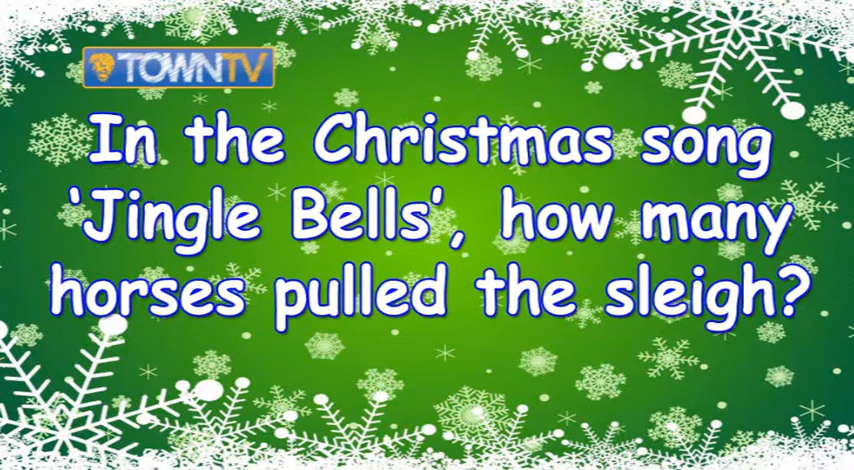 TOWNTV
In the Christmas song
‘Jingle Bells’, how many
horses pulled the sleigh?